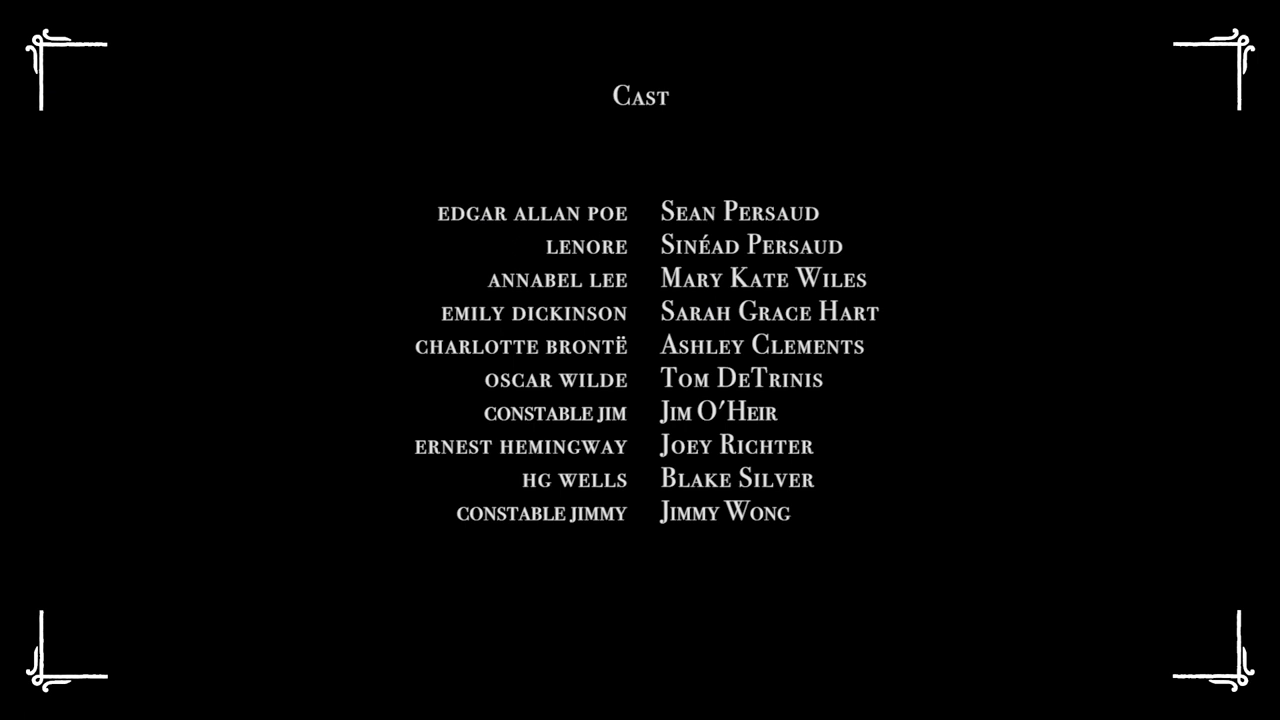 Cast
EDGAR ALLAN POE Sean Persaud
LENORE Sinéad Persaud
ANNABEL LEE Mary Kate Wiles
EMILY DICKINSON Sarah Grace Hart
CHARLOTTE BRONTË Ashley Clements
OSCAR WILDE Tom DeTrinis
CONSTABLE JIM Jim O'Heir
ERNEST HEMINGWAY Joey Richter
HG WELLS Blake Silver
CONSTABLE JIMMY Jimmy Wong